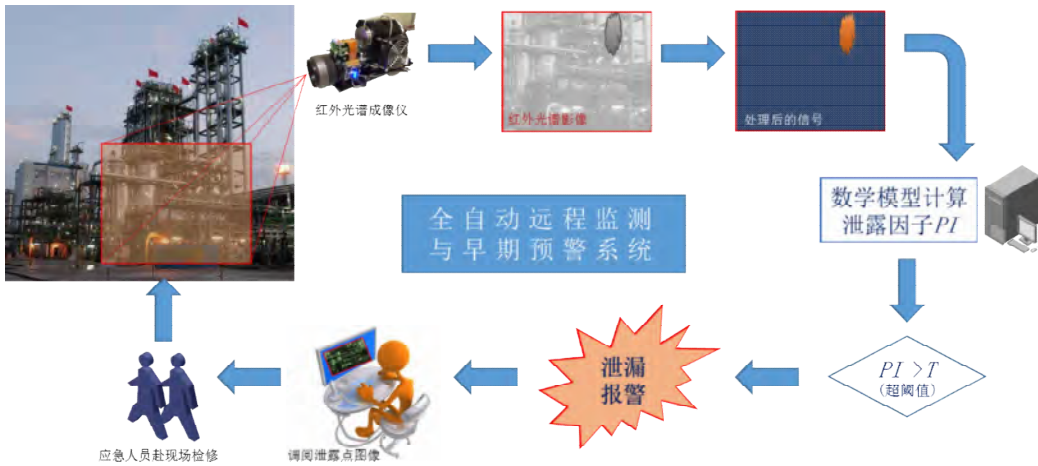 红外光谱成像仪
红外光谱影像
处理后的信号
数学模型计算
泄露因子PI
全自动远程监测
与早期预警系统
PI >T
(超阈值)
泄漏
报警
调阅泄露点图像
应急人员赴现场检修